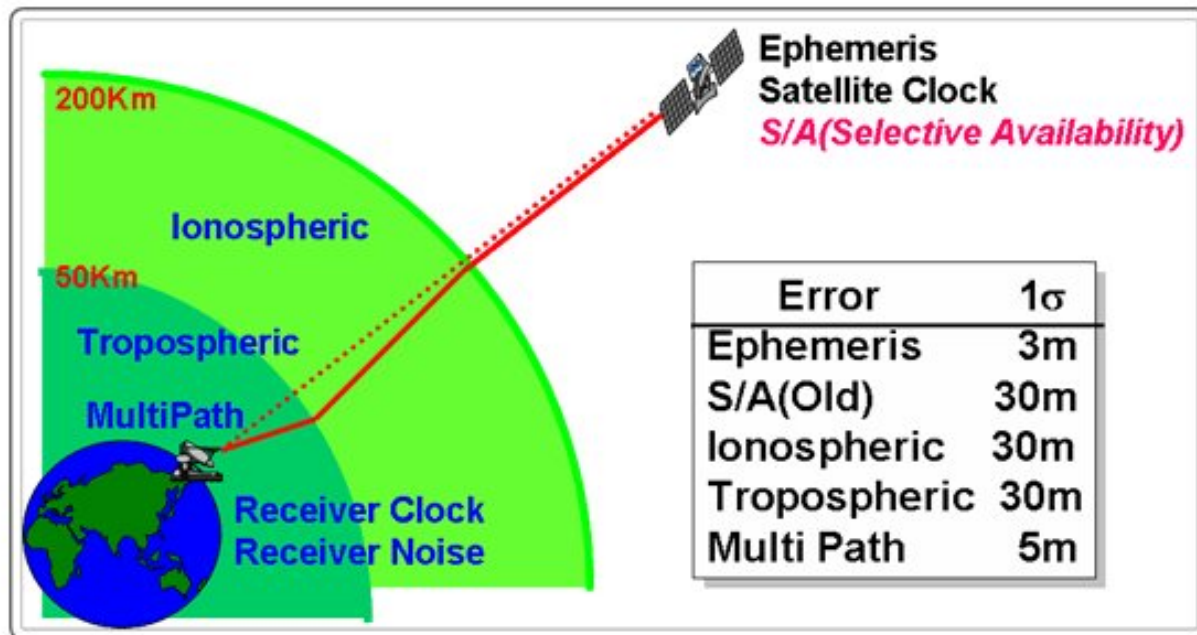 Ephemeris
Satellite Clock
S/A(Selective Availability)
200Km
Ionospheric
50Km
Tropospheric
MultiPath
Receiver Clock
Receiver Noise
Error 1σ
Ephemeris 3m
S/A(Old) 30m
Ionospheric 30m
Tropospheric 30m
Multi Path 5m